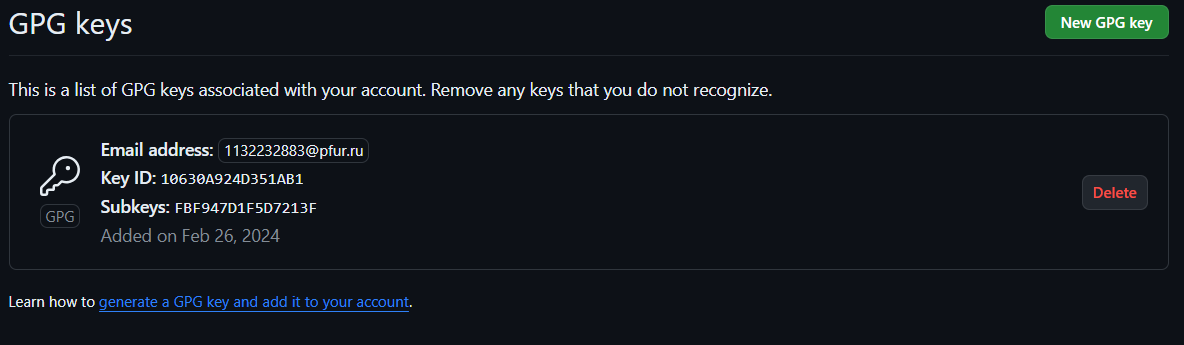 GPG keys
New GPG key
This is a list of GPG keys associated with your account. Remove any keys that you do not recognize.
Email address: 1132232883@pfur.ru
Key ID: 10630A924D351AB1
Subkeys: FBF947D1F5D7213F
Added on Feb 26, 2024
GPG
Delete
Learn how to generate a GPG key and add it to your account.